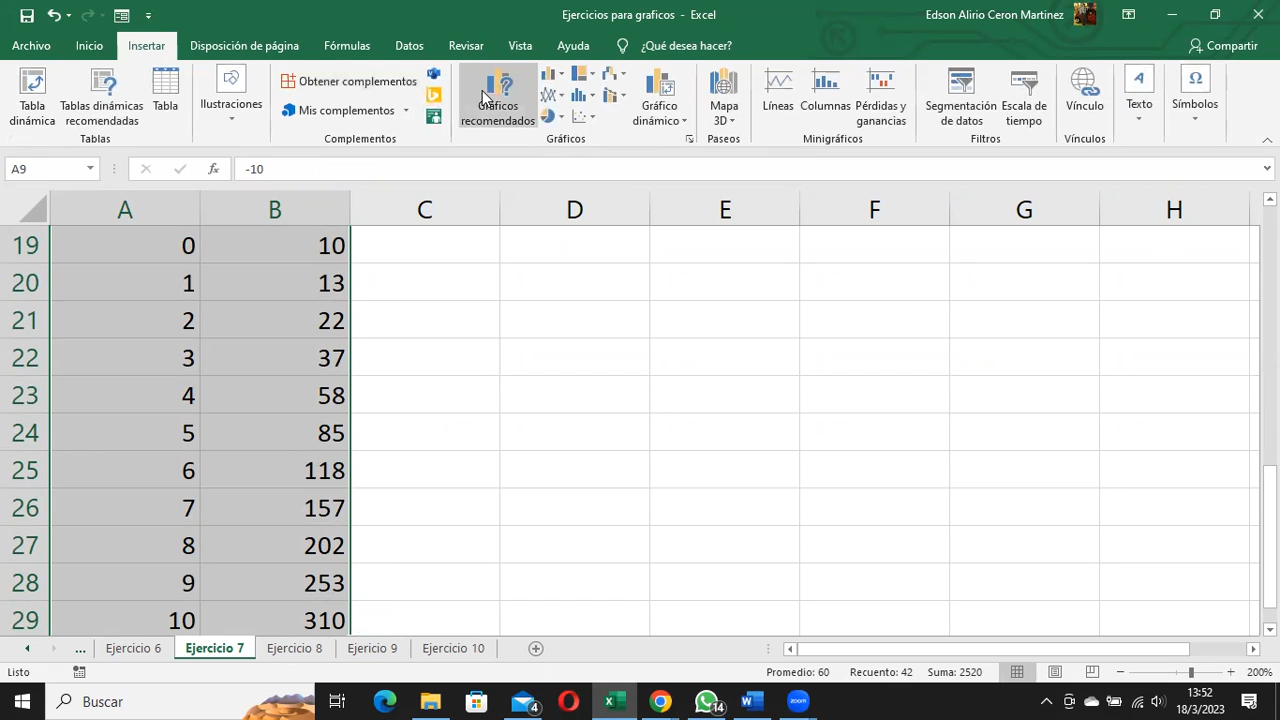 Ejercicios para graficos - Excel
Edson Alirio Ceron Martinez
Archivo Inicio Insertar Disposición de página Fórmulas Datos Revisar Vista Ayuda ¿Qué desea hacer? Compartir
Tabla dinámica
Tablas dinámicas recomendadas
Tabla
Ilustraciones
Obtener complementos
Mis complementos
Gráficos recomendados
Gráfico dinámico
Mapa 3D
Líneas
Columnas
Pérdidas y ganancias
Segmentación de datos
Escala de tiempo
Vínculo
Texto
Símbolos
Tablas Complementos Gráficos Paseos Minigráficos Filtros Vínculos
A9 fx -10
A B C D E F G H
19 0 10
20 1 13
21 2 22
22 3 37
23 4 58
24 5 85
25 6 118
26 7 157
27 8 202
28 9 253
29 10 310
... Ejercicio 6 Ejercicio 7 Ejercicio 8 Ejericio 9 Ejercicio 10
Listo Promedio: 60 Recuento: 42 Suma: 2520 200%
Buscar 4 14 zoom 13:52
18/3/2023